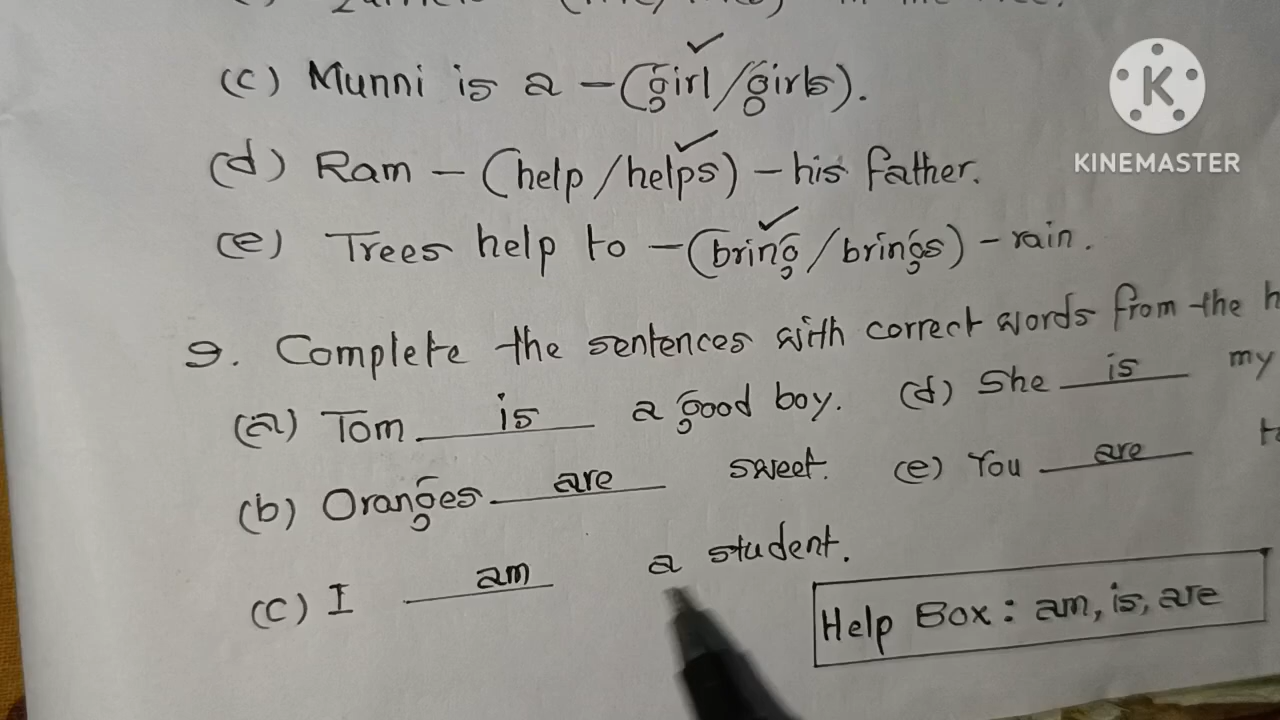 (c) Munni is a - (girl/girls).
(d) Ram - (help/helps) - his father.
(e) Trees help to - (bring/brings) - rain.
9. Complete the sentences with correct words from the
(a) Tom is a good boy. (d) She is my
(b) Oranges are sweet. (e) You are
(c) I am a student.
Help Box: am, is, are
K
KINEMASTER